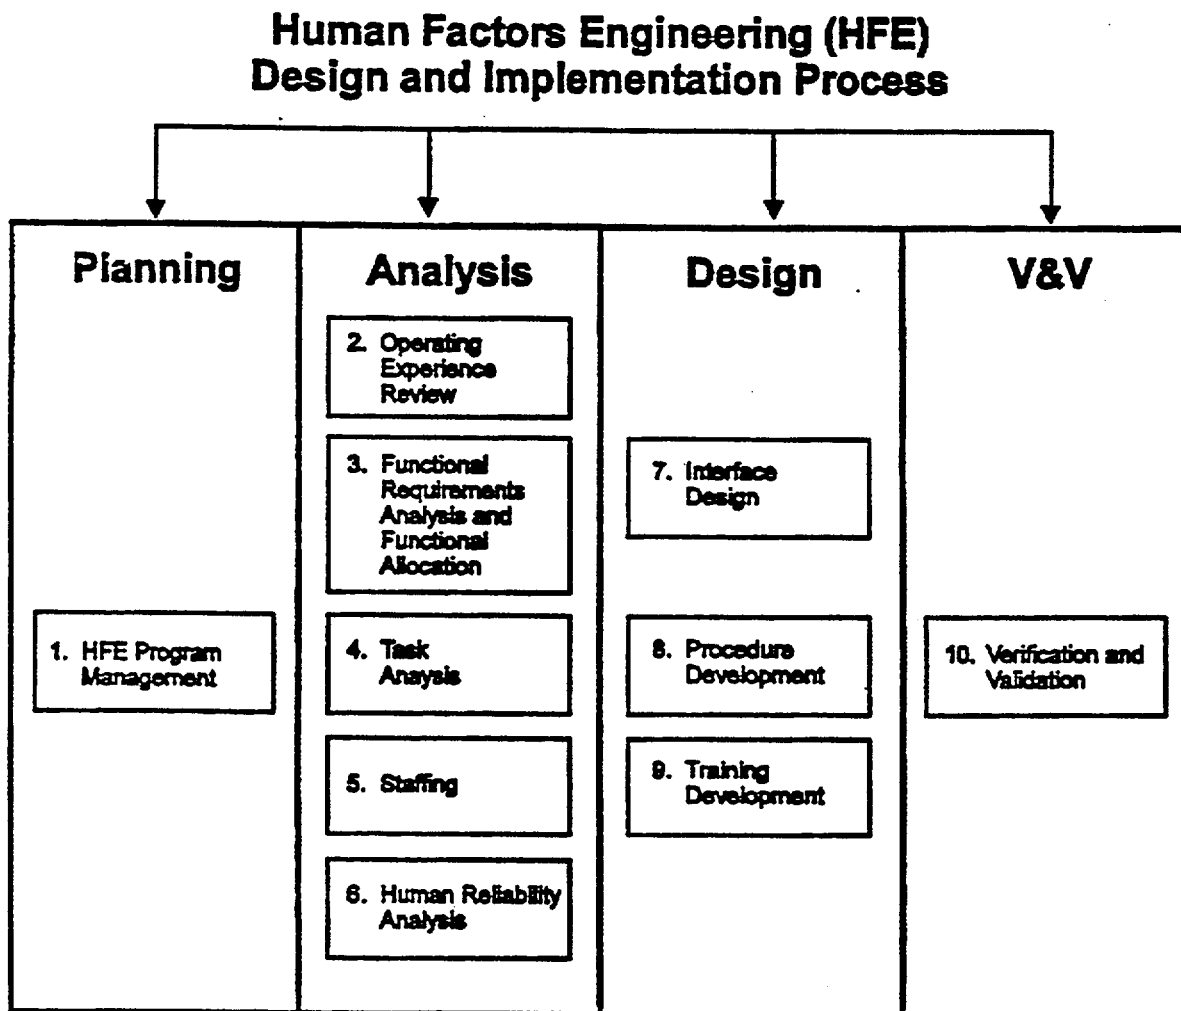 Human Factors Engineering (HFE)
Design and Implementation Process
Planning
Analysis
Design
V&V
1. HFE Program
Management
2. Operating
Experience
Review
3. Functional
Requirements
Analysis and
Functional
Allocation
4. Task
Anaysis
5. Staffing
6. Human Reliability
Analysis
7. Interface
Design
8. Procedure
Development
9. Training
Development
10. Verification and
Validation